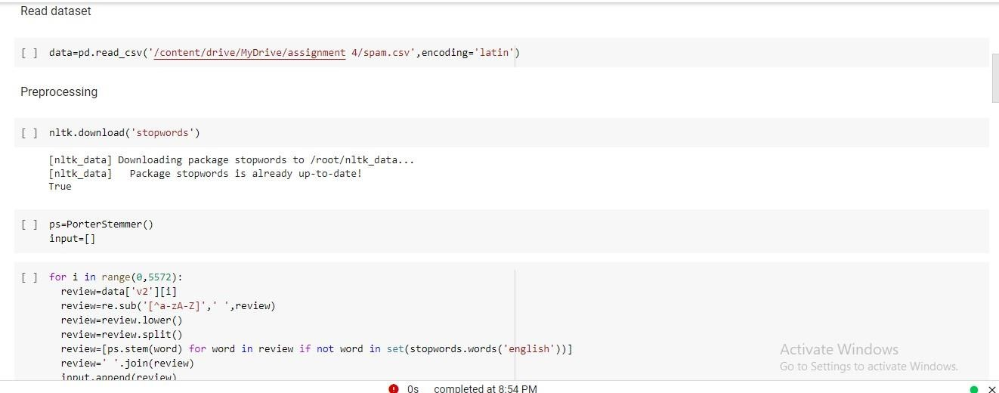 Read dataset
[ ] data=pd.read_csv('/content/drive/MyDrive/assignment 4/spam.csv',encoding='latin')
Preprocessing
[ ] nltk.download('stopwords')
[nltk_data] Downloading package stopwords to /root/nltk_data...
[nltk_data]   Package stopwords is already up-to-date!
True
[ ] ps=PorterStemmer()
input=[]
[ ] for i in range(0,5572):
review=data['v2'][i]
review=re.sub('[^a-zA-Z]',' ',review)
review=review.lower()
review=review.split()
review=[ps.stem(word) for word in review if not word in set(stopwords.words('english'))]
review=' '.join(review)
input.append(review)
Activate Windows
Go to Settings to activate Windows.
0s completed at 8:54 PM